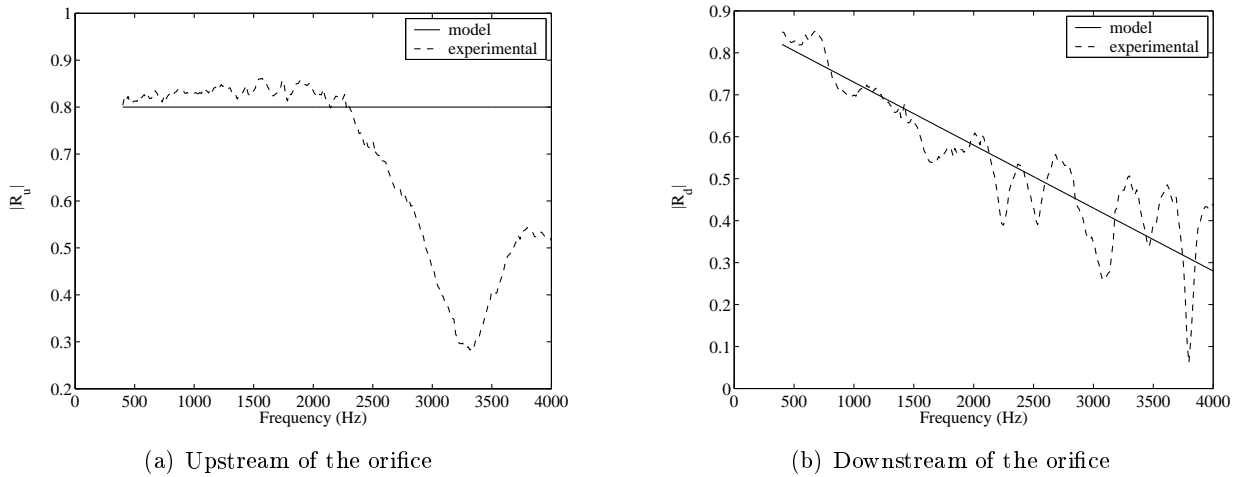 1
0.9
0.8
0.7
0.6
0.5
0.4
0.3
0.2
|R_u|
model
experimental
500 1000 1500 2000 2500 3000 3500 4000
0
Frequency (Hz)
(a) Upstream of the orifice
0.9
0.8
0.7
0.6
0.5
0.4
0.3
0.2
0.1
0
|R_d|
model
experimental
0 500 1000 1500 2000 2500 3000 3500 4000
Frequency (Hz)
(b) Downstream of the orifice